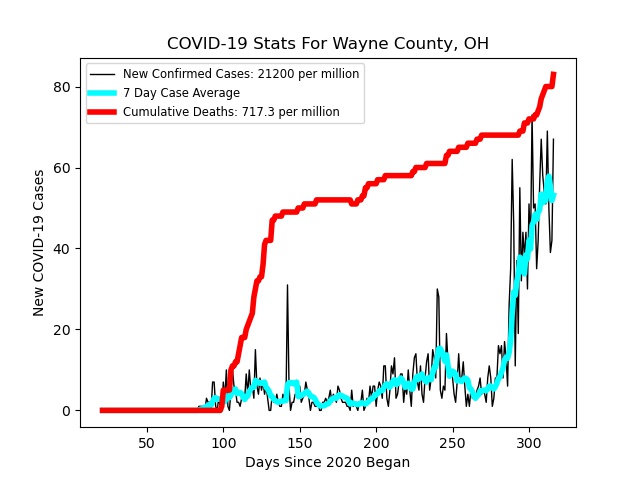 COVID-19 Stats For Wayne County, OH
New Confirmed Cases: 21200 per million
7 Day Case Average
Cumulative Deaths: 717.3 per million
New COVID-19 Cases
80
60
40
20
0
50 100 150 200 250 300
Days Since 2020 Began